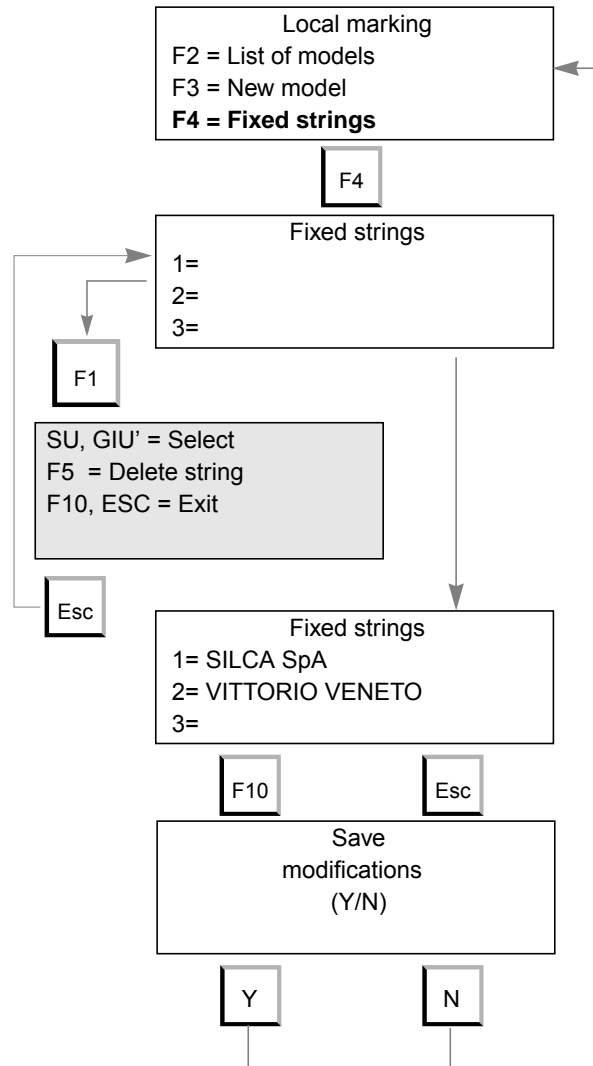 Local marking
F2 = List of models
F3 = New model
F4 = Fixed strings
F4
Fixed strings
1=
2=
3=
F1
SU, GIU' = Select
F5 = Delete string
F10, ESC = Exit
Esc
Fixed strings
1= SILCA SpA
2= VITTORIO VENETO
3=
F10
Esc
Save
modifications
(Y/N)
Y
N